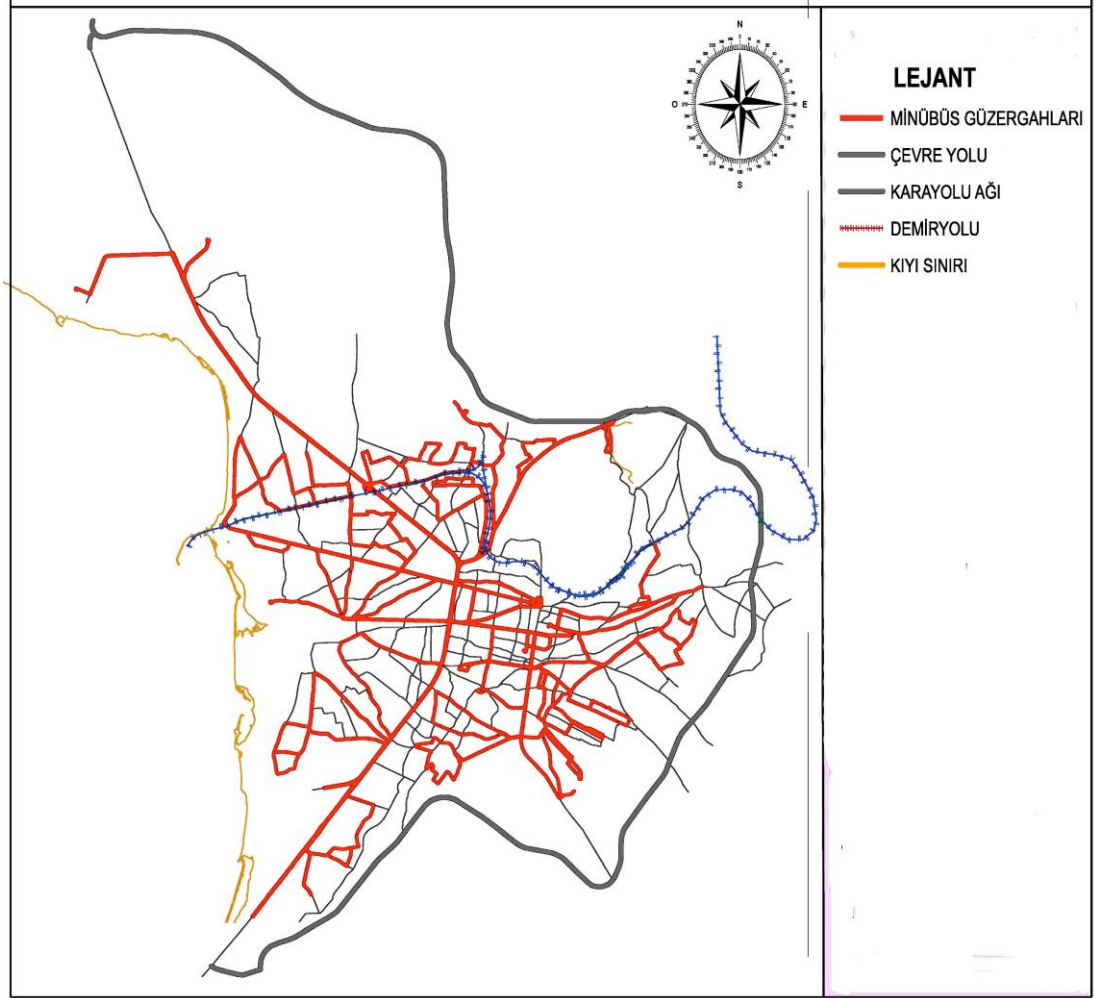 N
O
E
S
LEJANT
MİNÜBÜS GÜZERGAHLARI
ÇEVRE YOLU
KARAYOLU AĞI
DEMİRYOLU
KIYI SINIRI